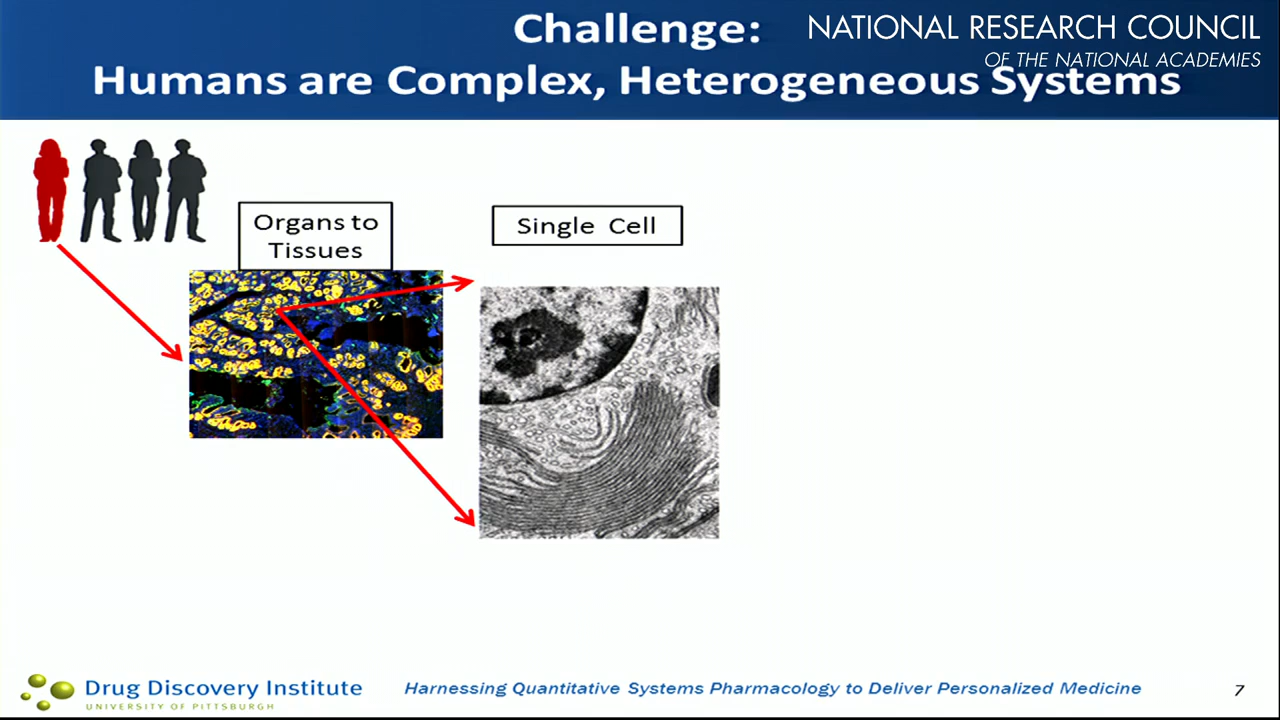 Challenge:
NATIONAL RESEARCH COUNCIL
OF THE NATIONAL ACADEMIES
Humans are Complex, Heterogeneous Systems
Organs to
Tissues
Single Cell
Drug Discovery Institute
UNIVERSITY OF PITTSBURGH
Harnessing Quantitative Systems Pharmacology to Deliver Personalized Medicine
7